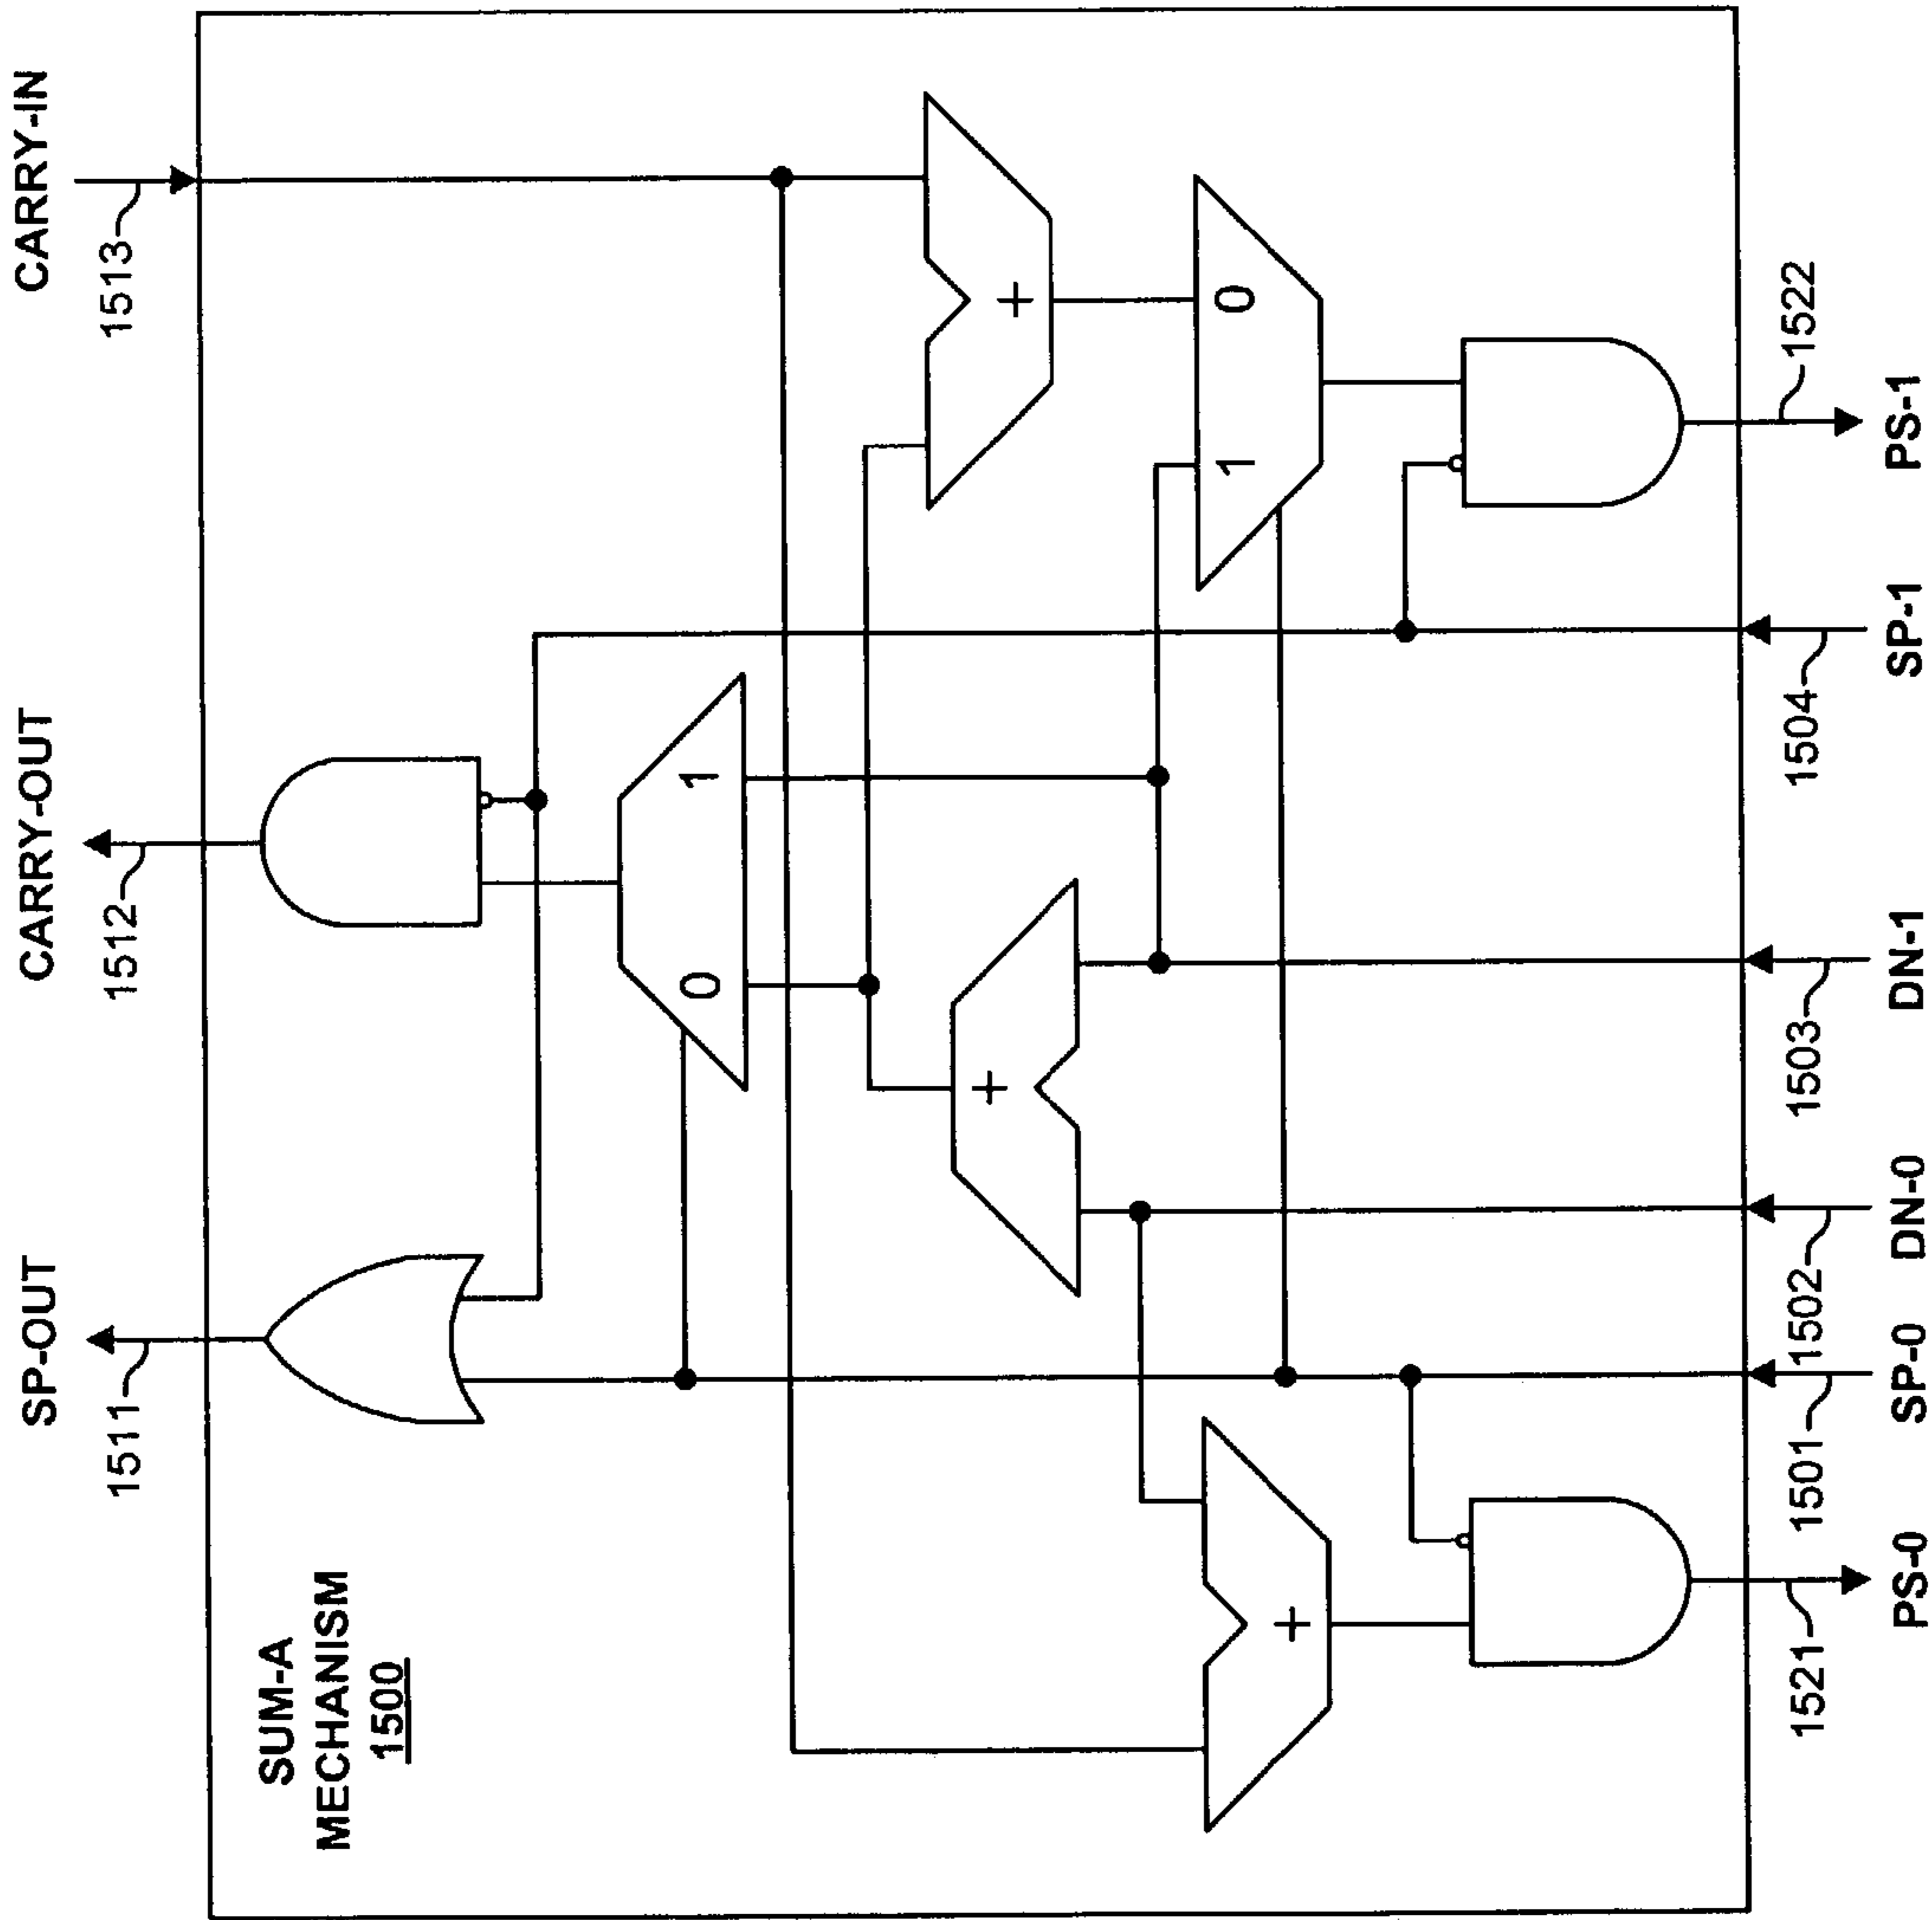 SP-OUT
CARRY-OUT
CARRY-IN
1511
1512
1513
SUM-A
MECHANISM
1500
0
1
+
+
+
1
0
1521
1501
1502
1503
1504
1522
PS-0
SP-0
DN-0
DN-1
SP-1
PS-1